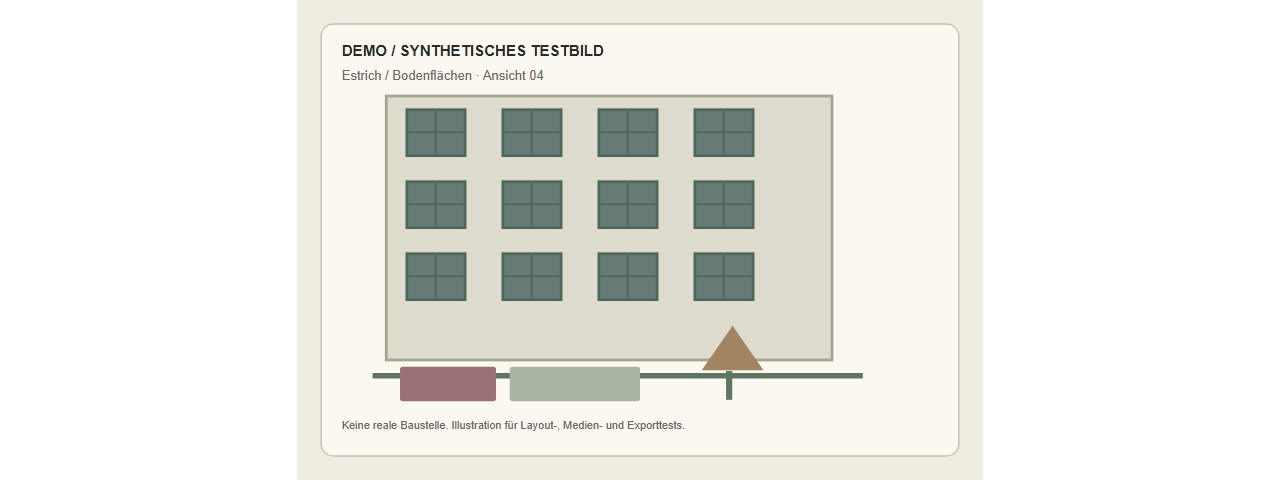 DEMO / SYNTHETISCHES TESTBILD
Estrich / Bodenflächen · Ansicht 04
Keine reale Baustelle. Illustration für Layout-, Medien- und Exporttests.